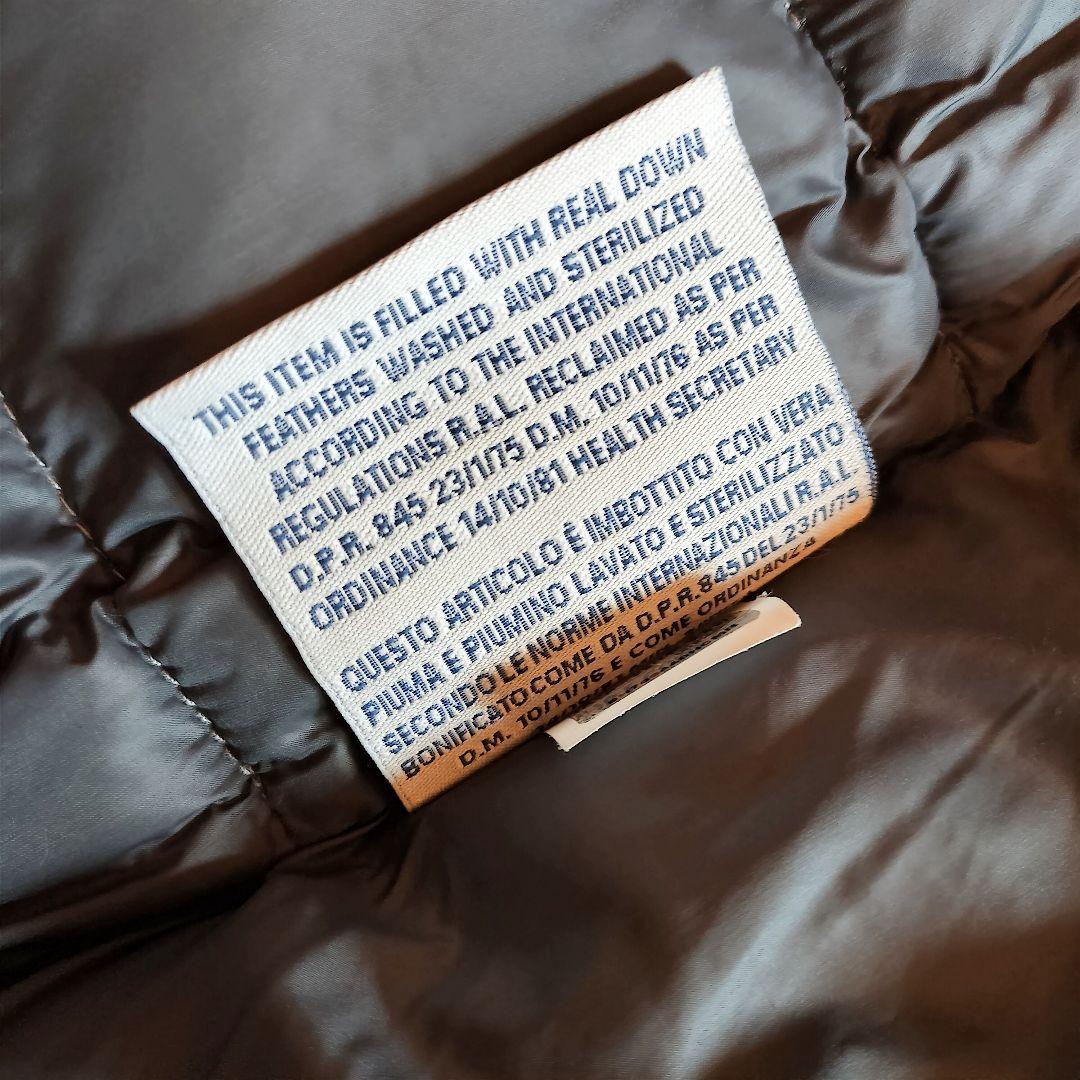 THIS ITEM IS FILLED WITH REAL DOWN
FEATHERS WASHED AND STERILIZED
ACCORDING TO THE INTERNATIONAL
REGULATIONS R.A.L. RECLAIMED AS PER
D.P.R. 845 23/1/75 D.M. 10/11/76 AS PER
ORDINANCE 14/10/81 HEALTH SECRETARY
QUESTO ARTICOLO È IMBOTTITO CON VERA
PIUMA E PIUMINO LAVATO E STERILIZZATO
SECONDO LE NORME INTERNAZIONALI R.A.L
BONIFICATO COME DA D.P.R. 845 DEL 23/1/75
D.M. 10/11/76 E COME ORDINANZA